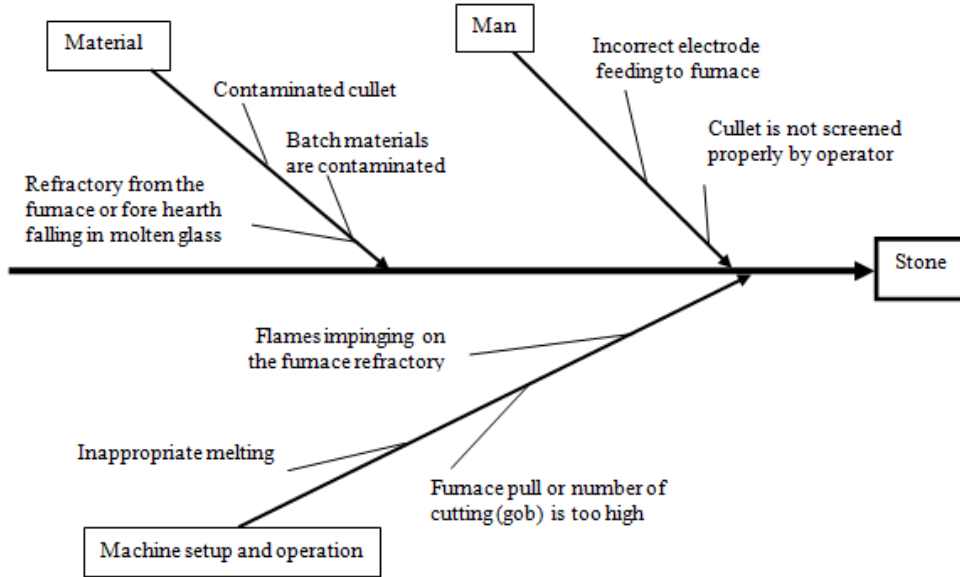 Material
Man
Contaminated cullet
Incorrect electrode
feeding to furnace
Batch materials
are contaminated
Cullet is not screened
properly by operator
Refractory from the
furnace or fore hearth
falling in molten glass
Stone
Flames impinging on
the furnace refractory
Inappropriate melting
Furnace pull or number of
cutting (gob) is too high
Machine setup and operation